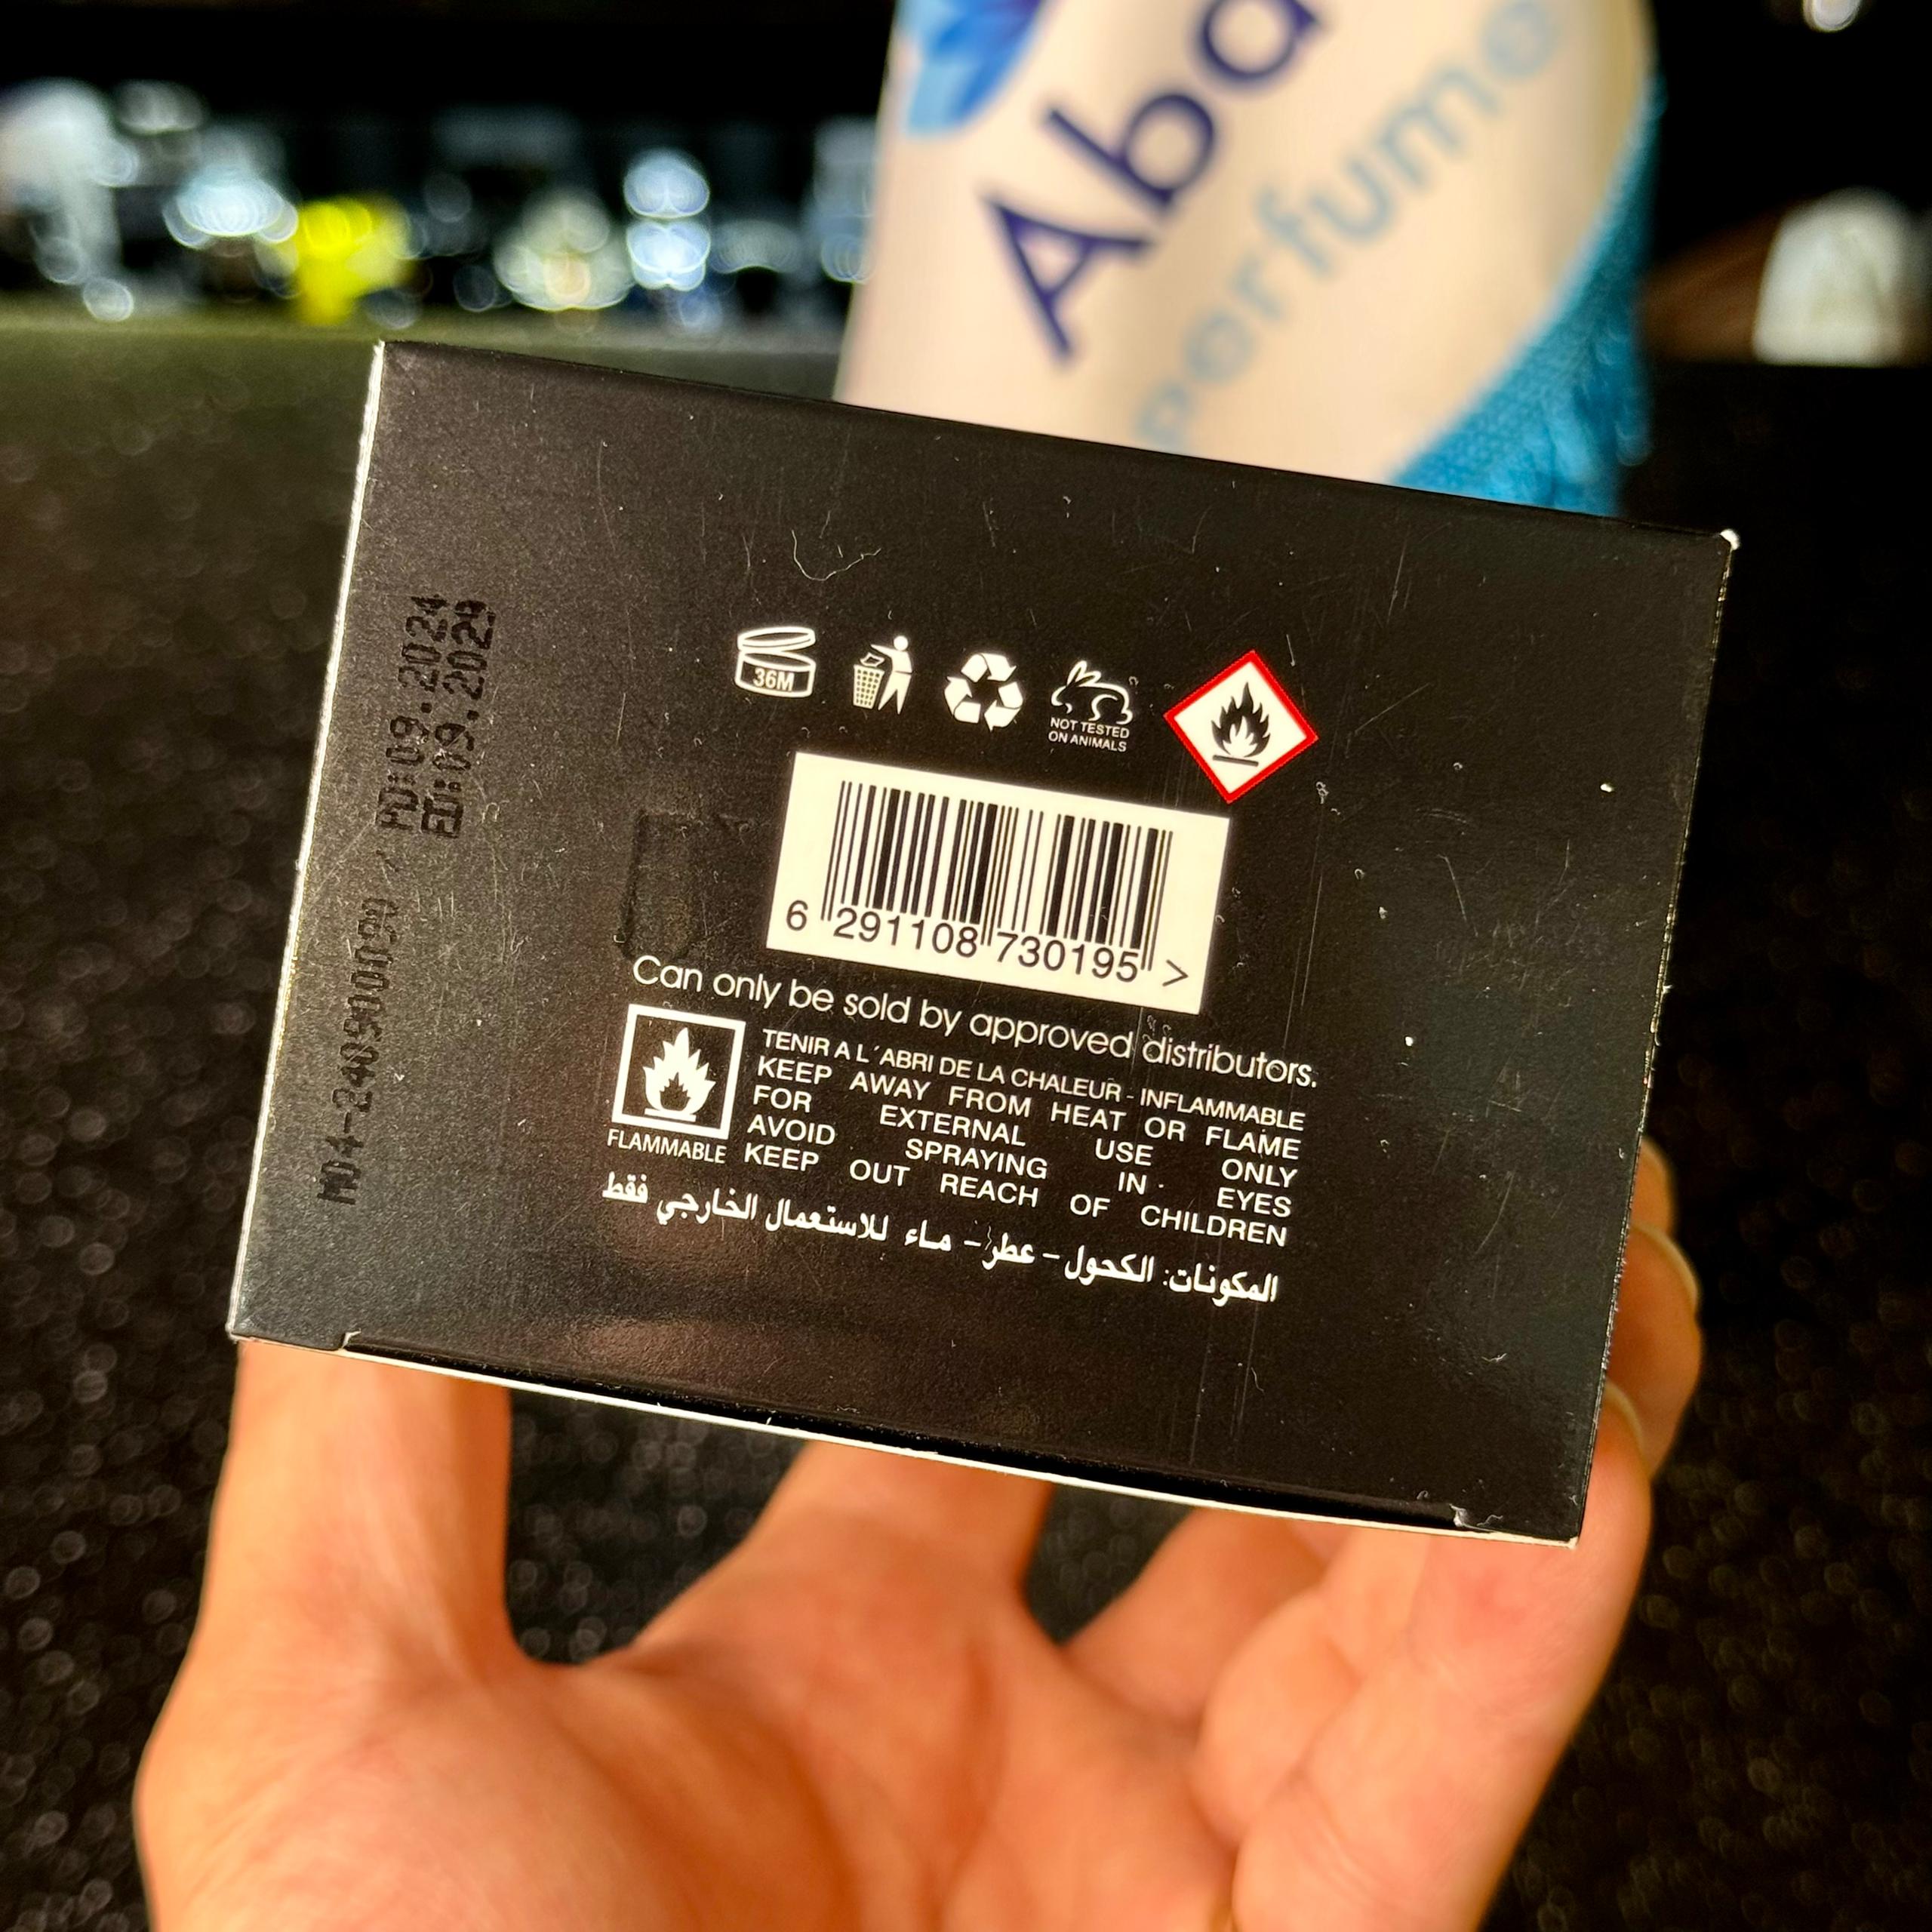 Aba
perfume
PD:09.2024
ED:09.2029
36M
NOT TESTED
ON ANIMALS
6 291108 730195 >
Can only be sold by approved distributors.
FLAMMABLE
TENIR A L´ABRI DE LA CHALEUR - INFLAMMABLE
KEEP AWAY FROM HEAT OR FLAME
FOR EXTERNAL USE ONLY
AVOID SPRAYING IN EYES
KEEP OUT REACH OF CHILDREN
المكونات: الكحول - عطر - ماء للاستعمال الخارجي فقط